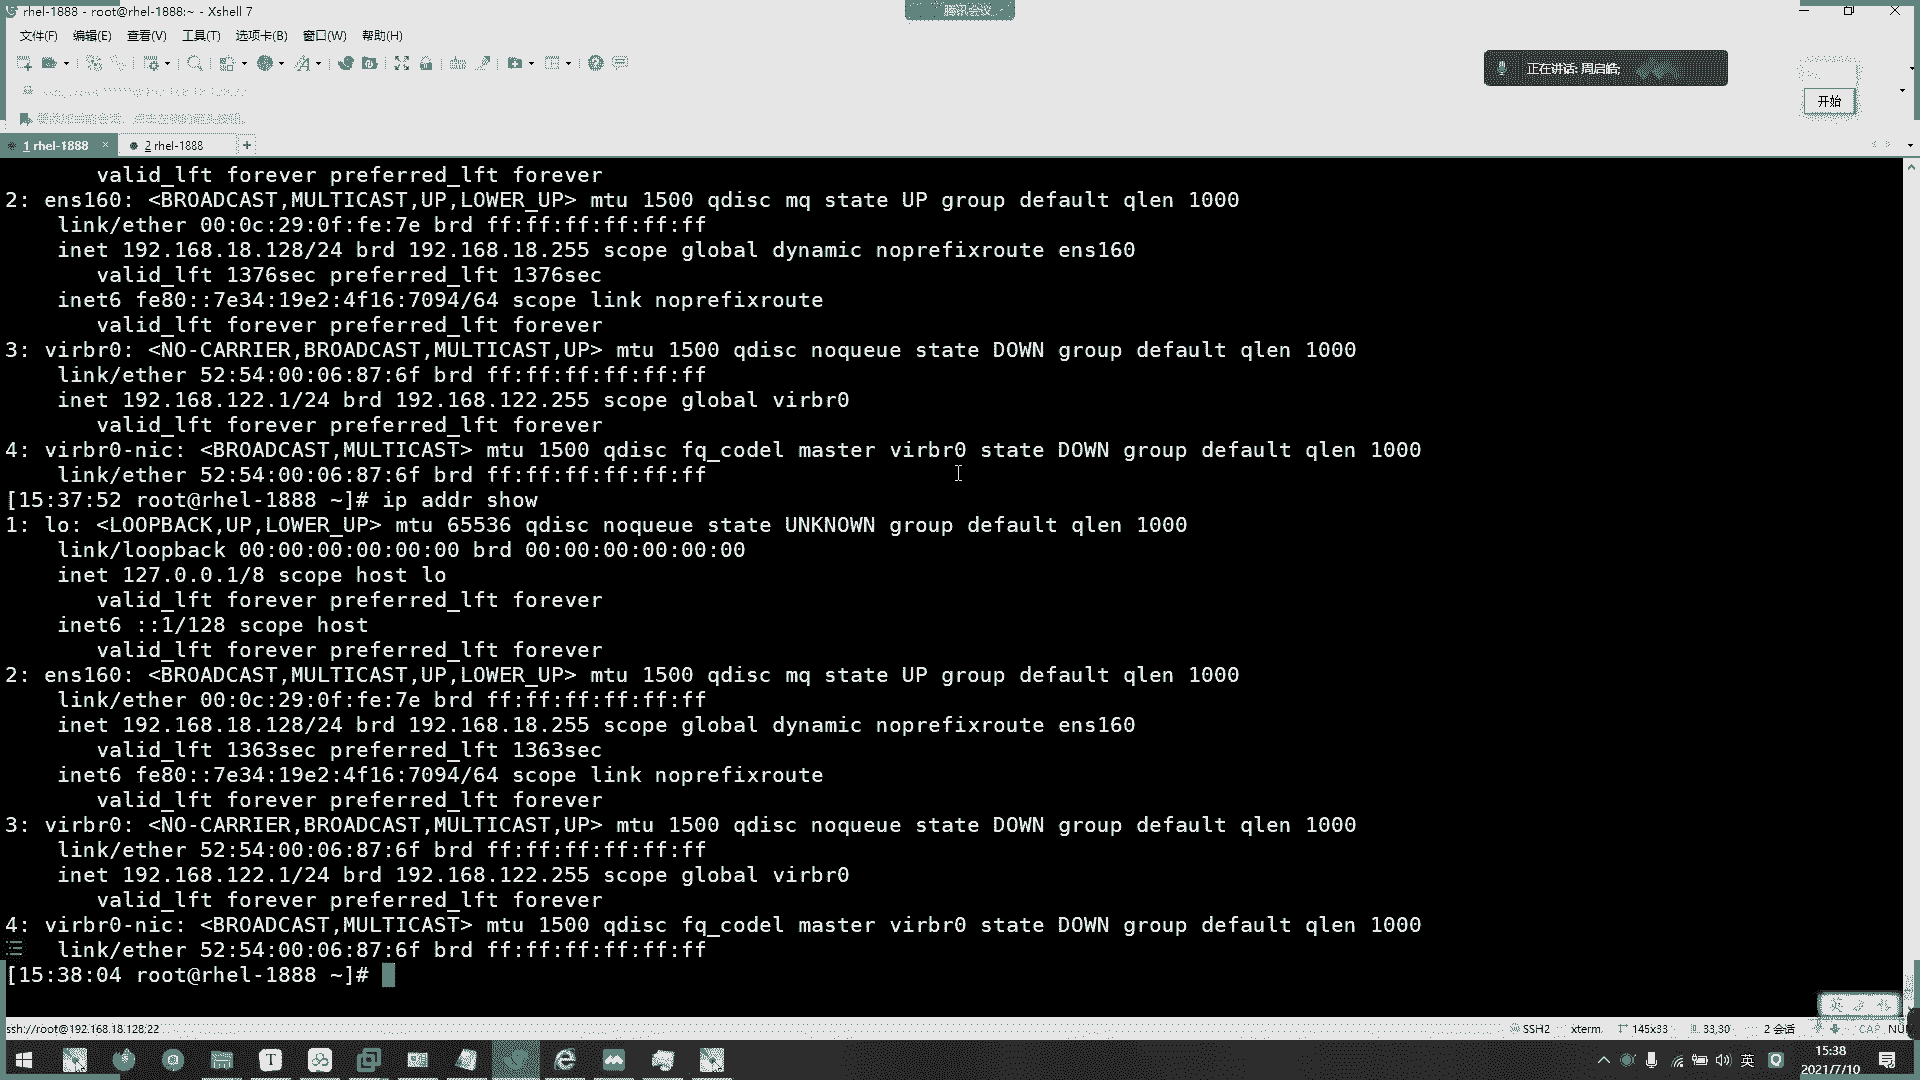 rhel-1888 - root@rhel-1888:~ - Xshell 7
腾讯会议
文件(F) 编辑(E) 查看(V) 工具(T) 选项卡(B) 窗口(W) 帮助(H)
正在讲话: 周启皓;
开始
1 rhel-1888 × 2 rhel-1888 +
valid_lft forever preferred_lft forever
2: ens160: <BROADCAST,MULTICAST,UP,LOWER_UP> mtu 1500 qdisc mq state UP group default qlen 1000
link/ether 00:0c:29:0f:fe:7e brd ff:ff:ff:ff:ff:ff
inet 192.168.18.128/24 brd 192.168.18.255 scope global dynamic noprefixroute ens160
valid_lft 1376sec preferred_lft 1376sec
inet6 fe80::7e34:19e2:4f16:7094/64 scope link noprefixroute
valid_lft forever preferred_lft forever
3: virbr0: <NO-CARRIER,BROADCAST,MULTICAST,UP> mtu 1500 qdisc noqueue state DOWN group default qlen 1000
link/ether 52:54:00:06:87:6f brd ff:ff:ff:ff:ff:ff
inet 192.168.122.1/24 brd 192.168.122.255 scope global virbr0
valid_lft forever preferred_lft forever
4: virbr0-nic: <BROADCAST,MULTICAST> mtu 1500 qdisc fq_codel master virbr0 state DOWN group default qlen 1000
link/ether 52:54:00:06:87:6f brd ff:ff:ff:ff:ff:ff
[15:37:52 root@rhel-1888 ~]# ip addr show
1: lo: <LOOPBACK,UP,LOWER_UP> mtu 65536 qdisc noqueue state UNKNOWN group default qlen 1000
link/loopback 00:00:00:00:00:00 brd 00:00:00:00:00:00
inet 127.0.0.1/8 scope host lo
valid_lft forever preferred_lft forever
inet6 ::1/128 scope host
valid_lft forever preferred_lft forever
2: ens160: <BROADCAST,MULTICAST,UP,LOWER_UP> mtu 1500 qdisc mq state UP group default qlen 1000
link/ether 00:0c:29:0f:fe:7e brd ff:ff:ff:ff:ff:ff
inet 192.168.18.128/24 brd 192.168.18.255 scope global dynamic noprefixroute ens160
valid_lft 1363sec preferred_lft 1363sec
inet6 fe80::7e34:19e2:4f16:7094/64 scope link noprefixroute
valid_lft forever preferred_lft forever
3: virbr0: <NO-CARRIER,BROADCAST,MULTICAST,UP> mtu 1500 qdisc noqueue state DOWN group default qlen 1000
link/ether 52:54:00:06:87:6f brd ff:ff:ff:ff:ff:ff
inet 192.168.122.1/24 brd 192.168.122.255 scope global virbr0
valid_lft forever preferred_lft forever
4: virbr0-nic: <BROADCAST,MULTICAST> mtu 1500 qdisc fq_codel master virbr0 state DOWN group default qlen 1000
link/ether 52:54:00:06:87:6f brd ff:ff:ff:ff:ff:ff
[15:38:04 root@rhel-1888 ~]#
ssh://root@192.168.18.128:22 SSH2 xterm 145x33 33,30 2 会话 CAP NUM
英 15:38
2021/7/10